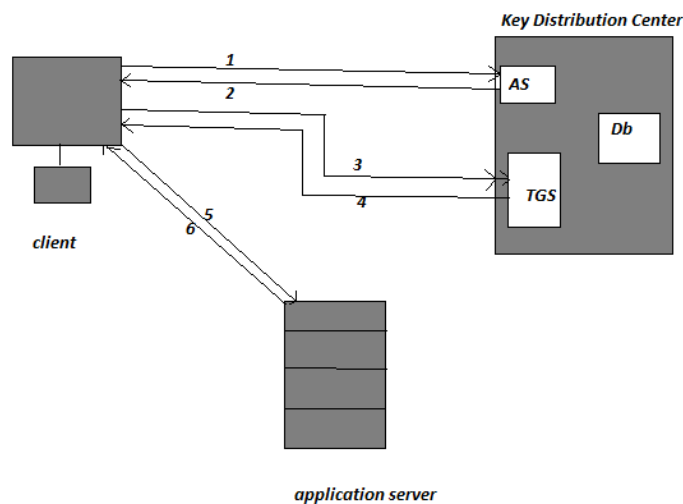 Key Distribution Center
1
AS
2
Db
3
TGS
4
5
6
client
application server